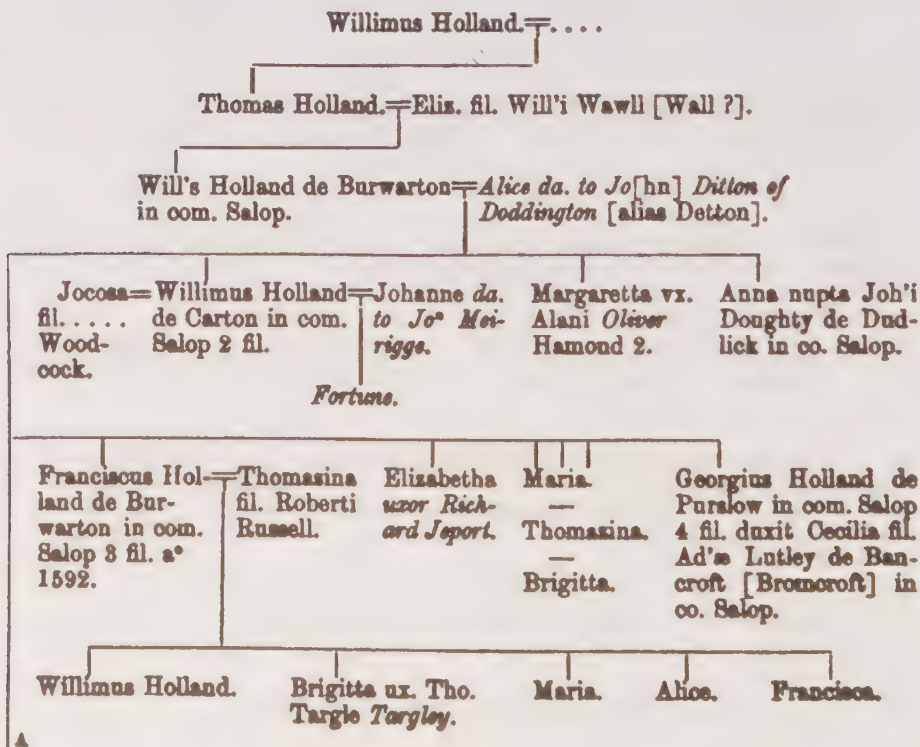 Willimus Holland.=. . . .
Thomas Holland.=Eliz. fil. Will'i Wawll [Wall ?].
Will's Holland de Burwarton=Alice da. to Jo[hn] Ditton of
in com. Salop. Doddington [alias Detton].
Jocosa=
fil. . . . .
Wood-
cock.
Willimus Holland=
de Carton in com.
Salop 2 fil.
Johanne da.
to Joᵃ Mei-
rigge.
Margaretta vx.
Alani Oliver
Hamond 2.
Anna nupta Joh'i
Doughty de Dud-
lick in co. Salop.
Fortune.
Franciscus Hol-=
land de Bur-
warton in com.
Salop 3 fil. aᵒ
1592.
Thomasina
fil. Roberti
Russell.
Elizabetha
uxor Rich-
ard Jeport.
Maria.
—
Thomasina.
—
Brigitta.
Georgius Holland de
Purslow in com. Salop
4 fil. duxit Cecilia fil.
Ad'æ Lutley de Ban-
croft [Bromcroft] in
co. Salop.
Willimus Holland.
Brigitta ux. Tho.
Targle Targley.
Maria.
Alice.
Francisca.
A